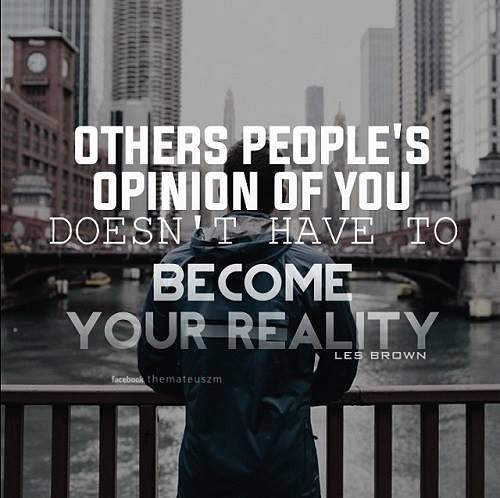 OTHERS PEOPLE'S
OPINION OF YOU
DOESN'T HAVE TO
BECOME
YOUR REALITY
LES BROWN
facebook themateuszm